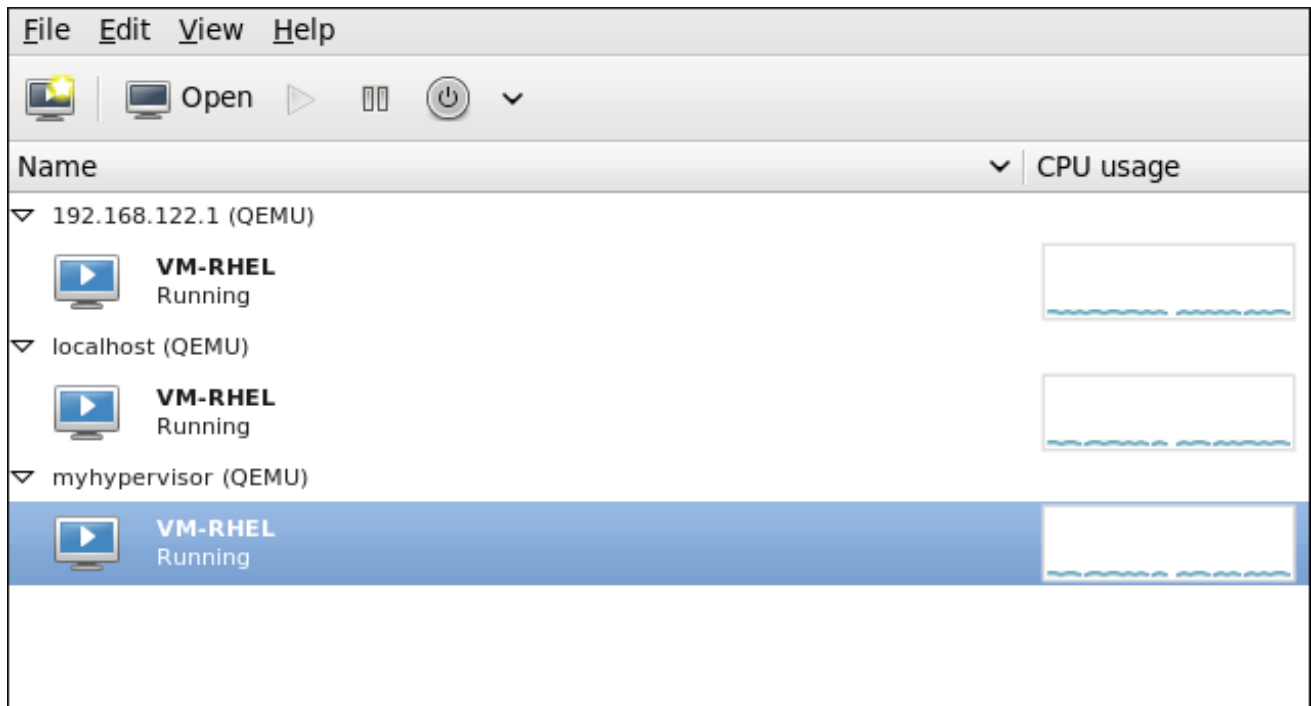 File Edit View Help
Open
Name CPU usage
192.168.122.1 (QEMU)
VM-RHEL
Running
localhost (QEMU)
VM-RHEL
Running
myhypervisor (QEMU)
VM-RHEL
Running